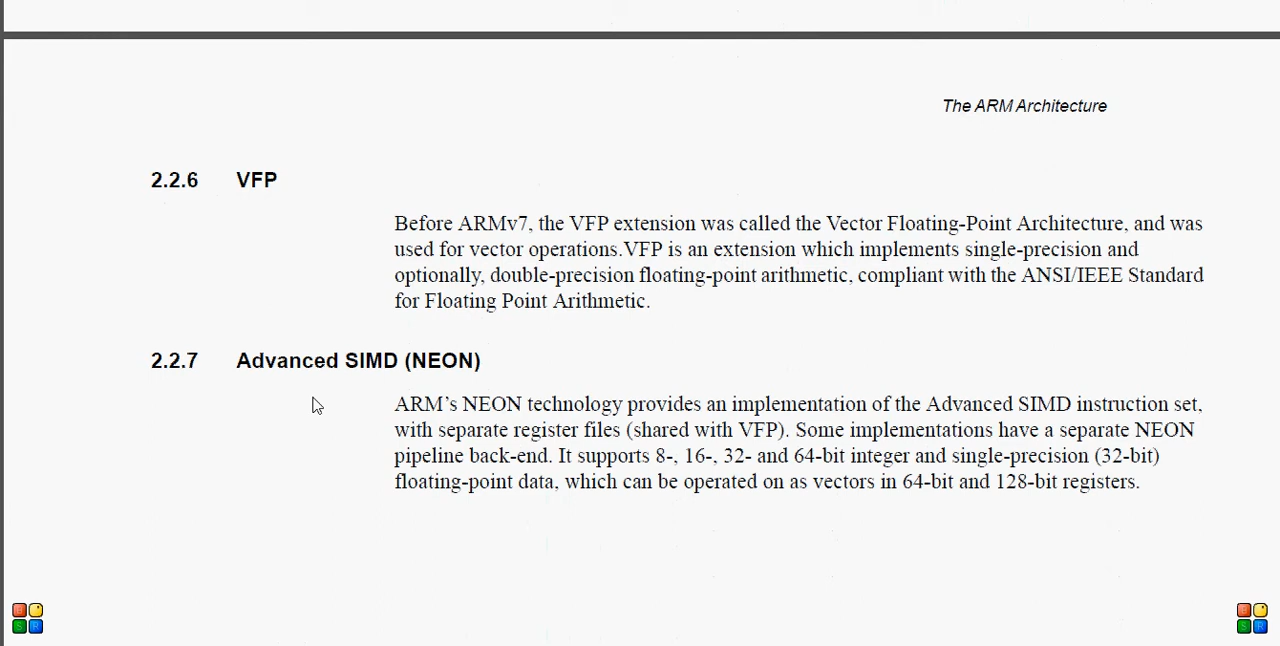 The ARM Architecture
2.2.6 VFP
Before ARMv7, the VFP extension was called the Vector Floating-Point Architecture, and was
used for vector operations.VFP is an extension which implements single-precision and
optionally, double-precision floating-point arithmetic, compliant with the ANSI/IEEE Standard
for Floating Point Arithmetic.
2.2.7 Advanced SIMD (NEON)
ARM’s NEON technology provides an implementation of the Advanced SIMD instruction set,
with separate register files (shared with VFP). Some implementations have a separate NEON
pipeline back-end. It supports 8-, 16-, 32- and 64-bit integer and single-precision (32-bit)
floating-point data, which can be operated on as vectors in 64-bit and 128-bit registers.